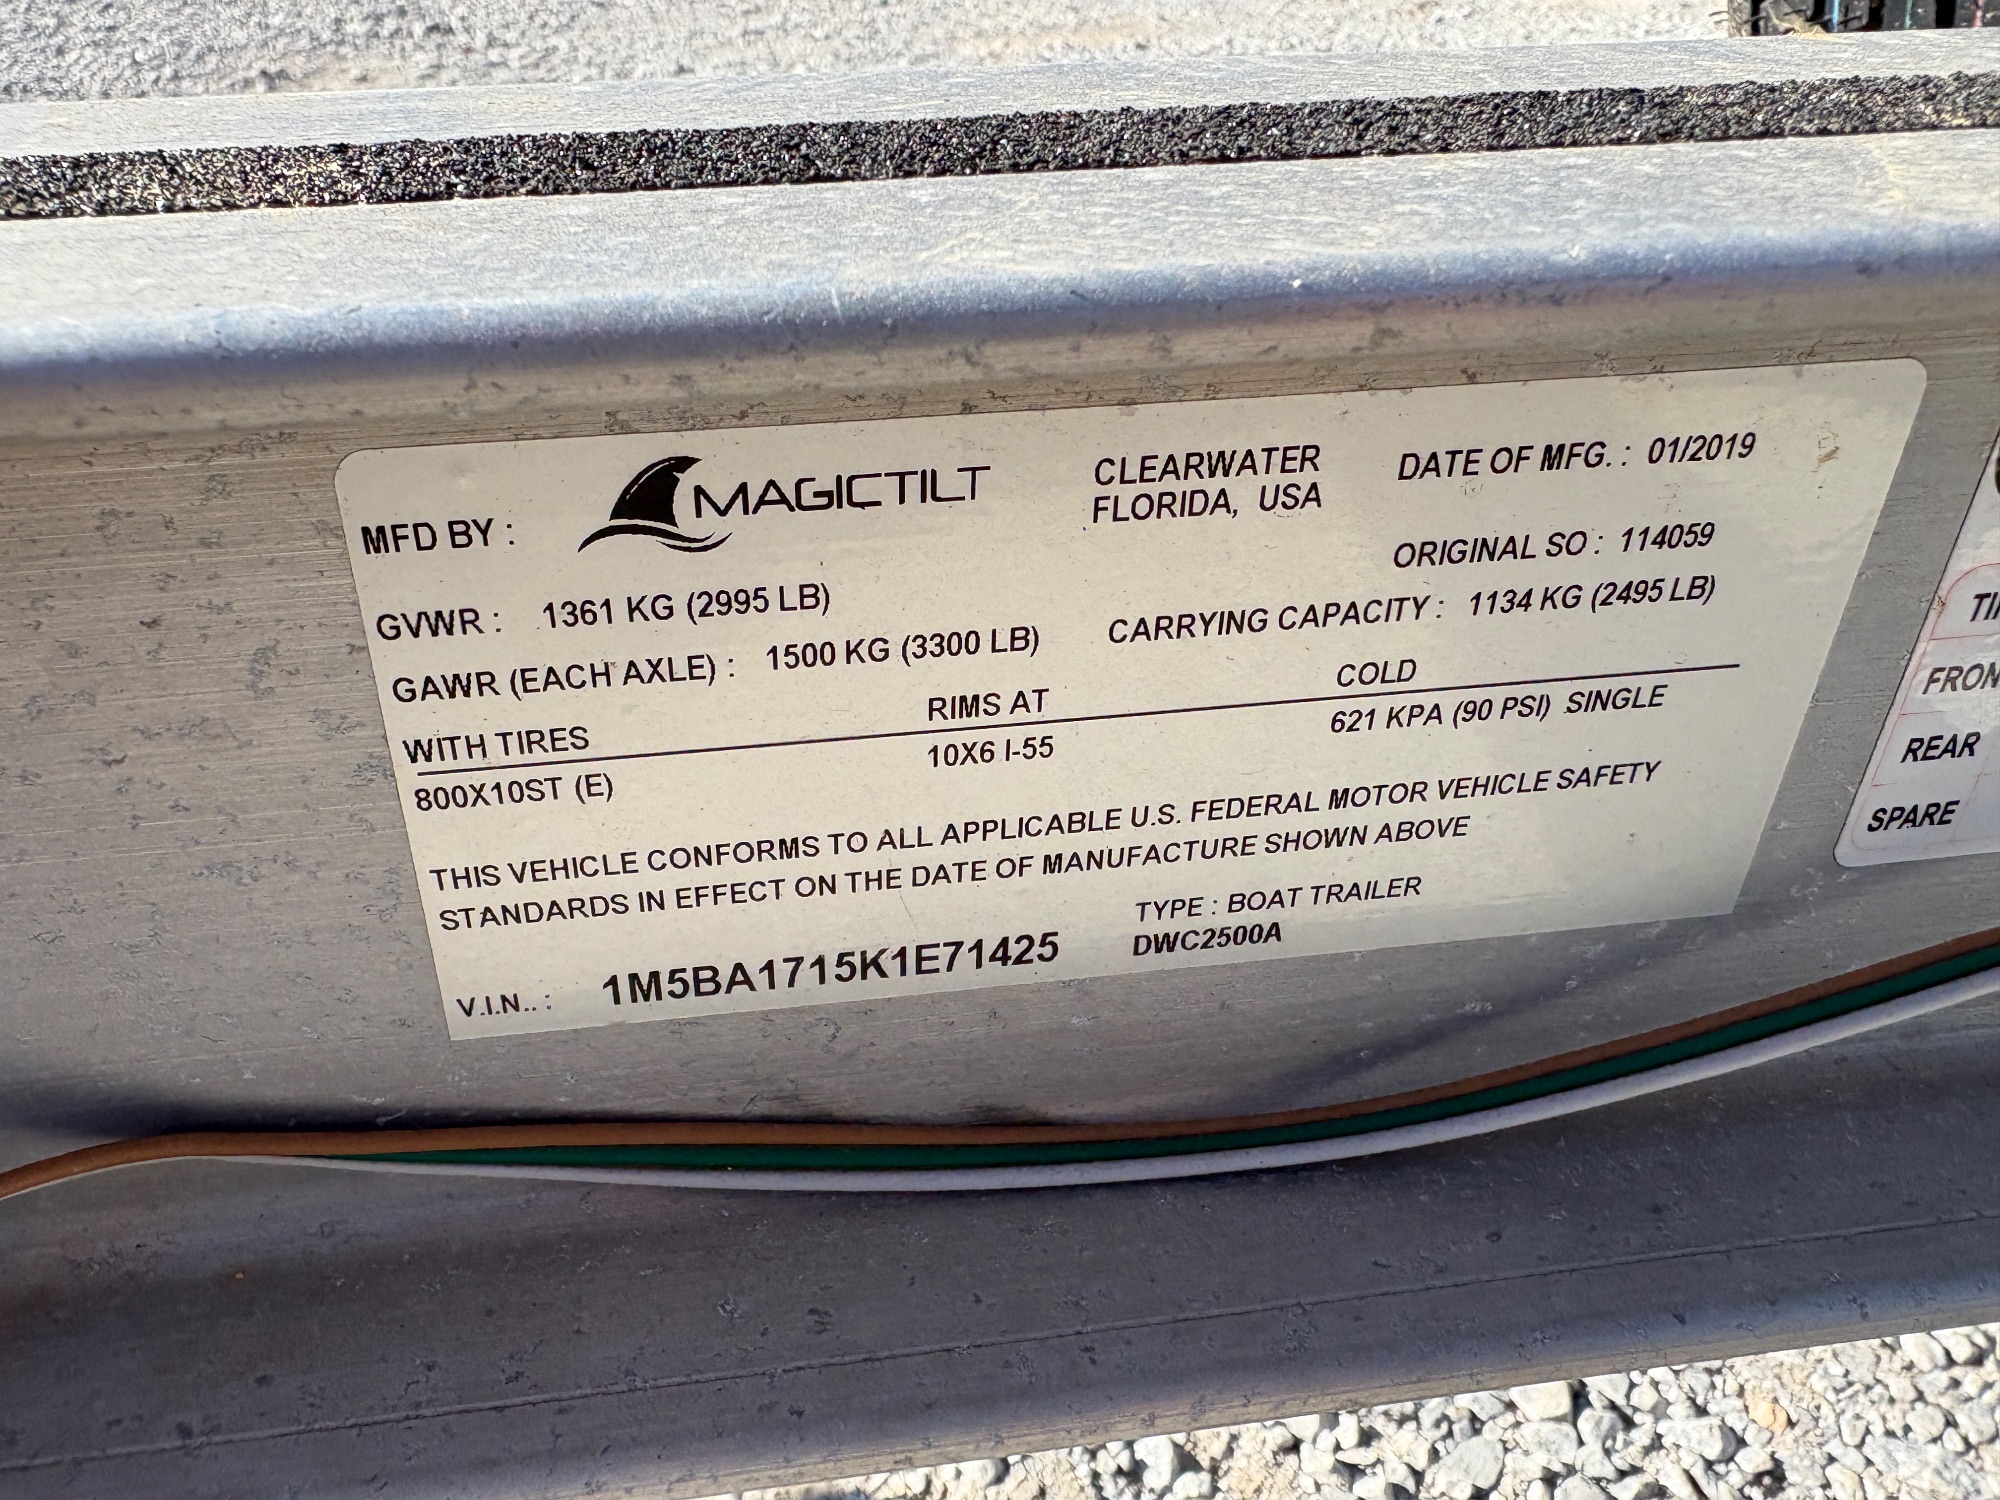 MFD BY : MAGICTILT
CLEARWATER
FLORIDA, USA
DATE OF MFG. : 01/2019
ORIGINAL SO : 114059
GVWR : 1361 KG (2995 LB)
GAWR (EACH AXLE) : 1500 KG (3300 LB)
CARRYING CAPACITY : 1134 KG (2495 LB)
WITH TIRES RIMS AT COLD
800X10ST (E) 10X6 I-55 621 KPA (90 PSI) SINGLE
THIS VEHICLE CONFORMS TO ALL APPLICABLE U.S. FEDERAL MOTOR VEHICLE SAFETY
STANDARDS IN EFFECT ON THE DATE OF MANUFACTURE SHOWN ABOVE
V.I.N.. : 1M5BA1715K1E71425
TYPE : BOAT TRAILER
DWC2500A
REAR
SPARE